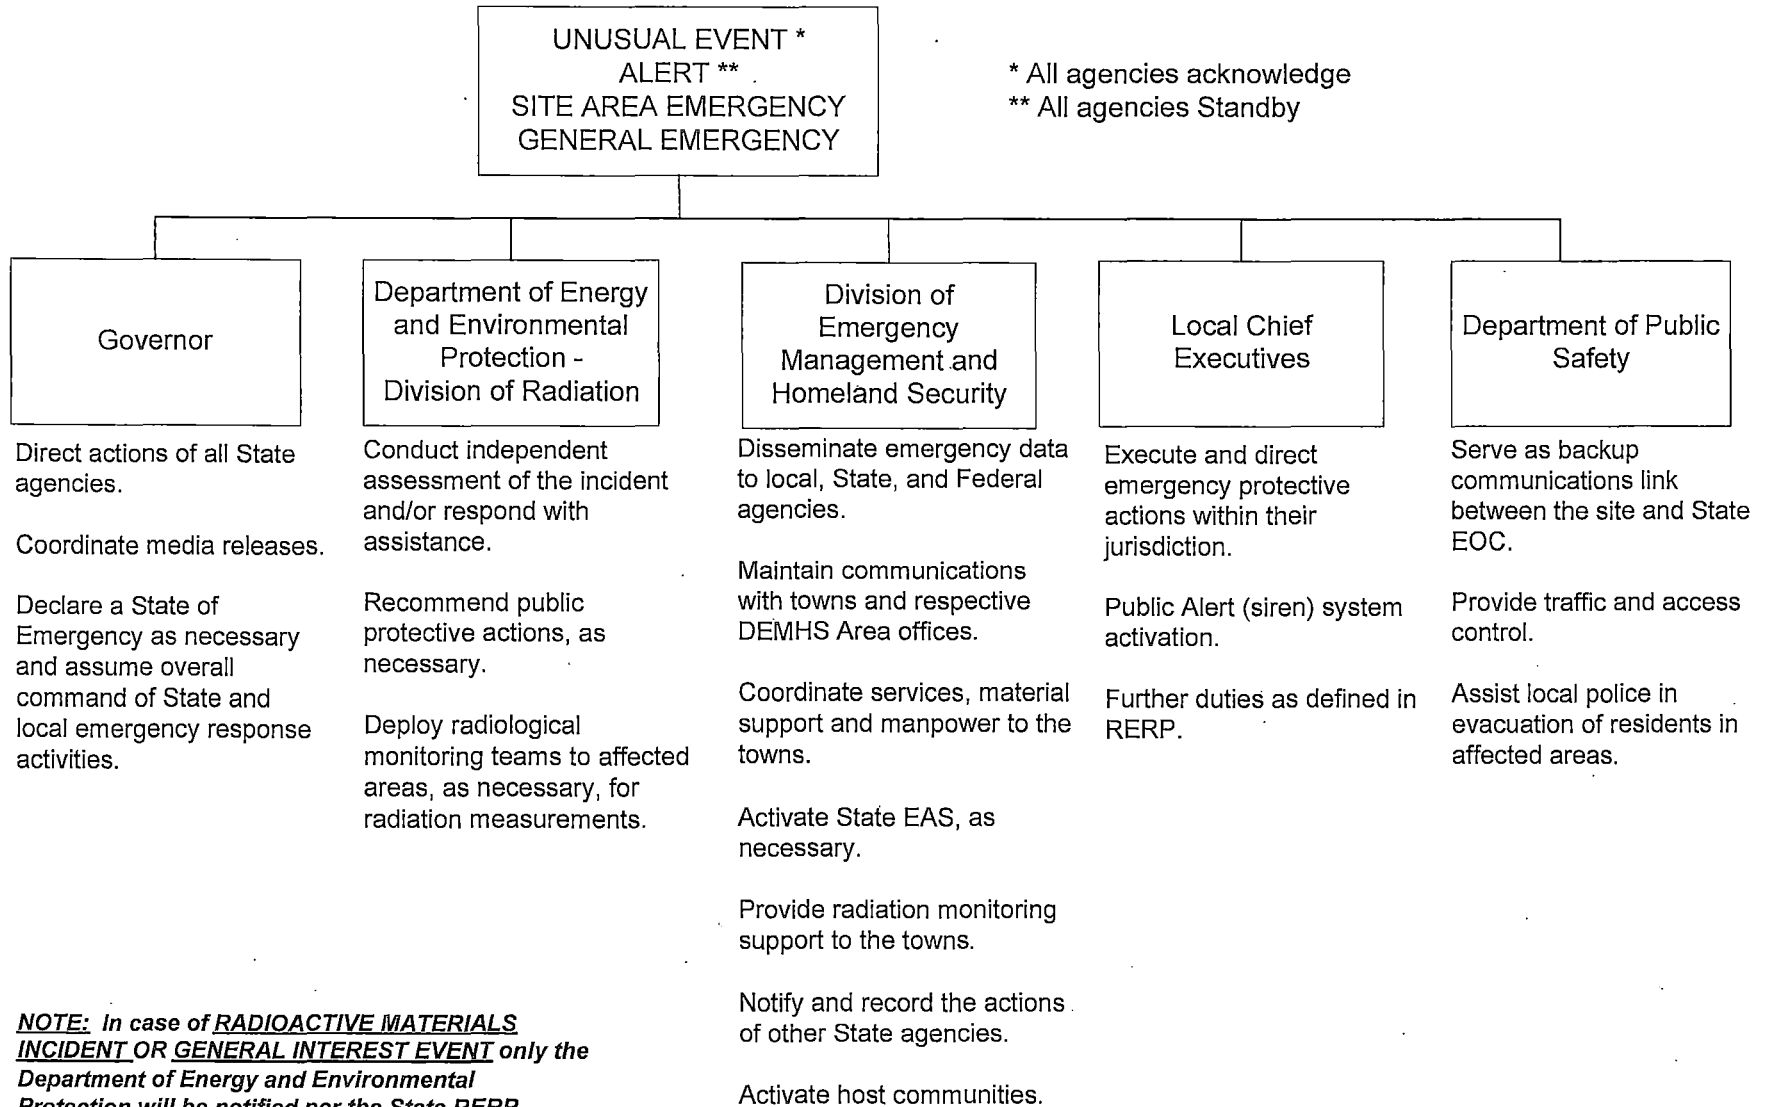 UNUSUAL EVENT *
ALERT **
SITE AREA EMERGENCY
GENERAL EMERGENCY
* All agencies acknowledge
** All agencies Standby
Governor
Direct actions of all State
agencies.
Coordinate media releases.
Declare a State of
Emergency as necessary
and assume overall
command of State and
local emergency response
activities.
Department of Energy
and Environmental
Protection -
Division of Radiation
Conduct independent
assessment of the incident
and/or respond with
assistance.
Recommend public
protective actions, as
necessary.
Deploy radiological
monitoring teams to affected
areas, as necessary, for
radiation measurements.
Division of
Emergency
Management and
Homeland Security
Disseminate emergency data
to local, State, and Federal
agencies.
Maintain communications
with towns and respective
DEMHS Area offices.
Coordinate services, material
support and manpower to the
towns.
Activate State EAS, as
necessary.
Provide radiation monitoring
support to the towns.
Notify and record the actions
of other State agencies.
Activate host communities.
Local Chief
Executives
Execute and direct
emergency protective
actions within their
jurisdiction.
Public Alert (siren) system
activation.
Further duties as defined in
RERP.
Department of Public
Safety
Serve as backup
communications link
between the site and State
EOC.
Provide traffic and access
control.
Assist local police in
evacuation of residents in
affected areas.
NOTE: In case of RADIOACTIVE MATERIALS
INCIDENT OR GENERAL INTEREST EVENT only the
Department of Energy and Environmental
Protection will be notified per the State RERP